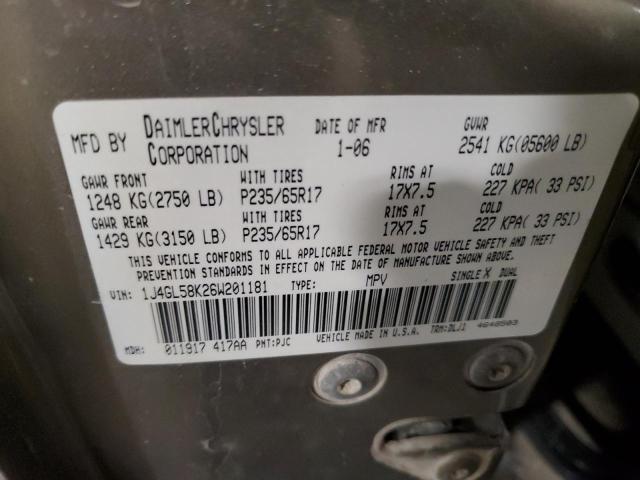 MFD BY DAIMLERCHRYSLER CORPORATION DATE OF MFR 1-06 GVWR 2541 KG(05600 LB)
GAWR FRONT WITH TIRES RIMS AT COLD
1248 KG(2750 LB) P235/65R17 17X7.5 227 KPA( 33 PSI)
GAWR REAR WITH TIRES RIMS AT COLD
1429 KG(3150 LB) P235/65R17 17X7.5 227 KPA( 33 PSI)
THIS VEHICLE CONFORMS TO ALL APPLICABLE FEDERAL MOTOR VEHICLE SAFETY AND THEFT
PREVENTION STANDARDS IN EFFECT ON THE DATE OF MANUFACTURE SHOWN ABOVE.
VIN: 1J4GL58K26W201181 TYPE: MPV SINGLE X DUAL
MDH: 011917 417AA PNT:PJC VEHICLE MADE IN U.S.A. TRM:DLJ1 4648503